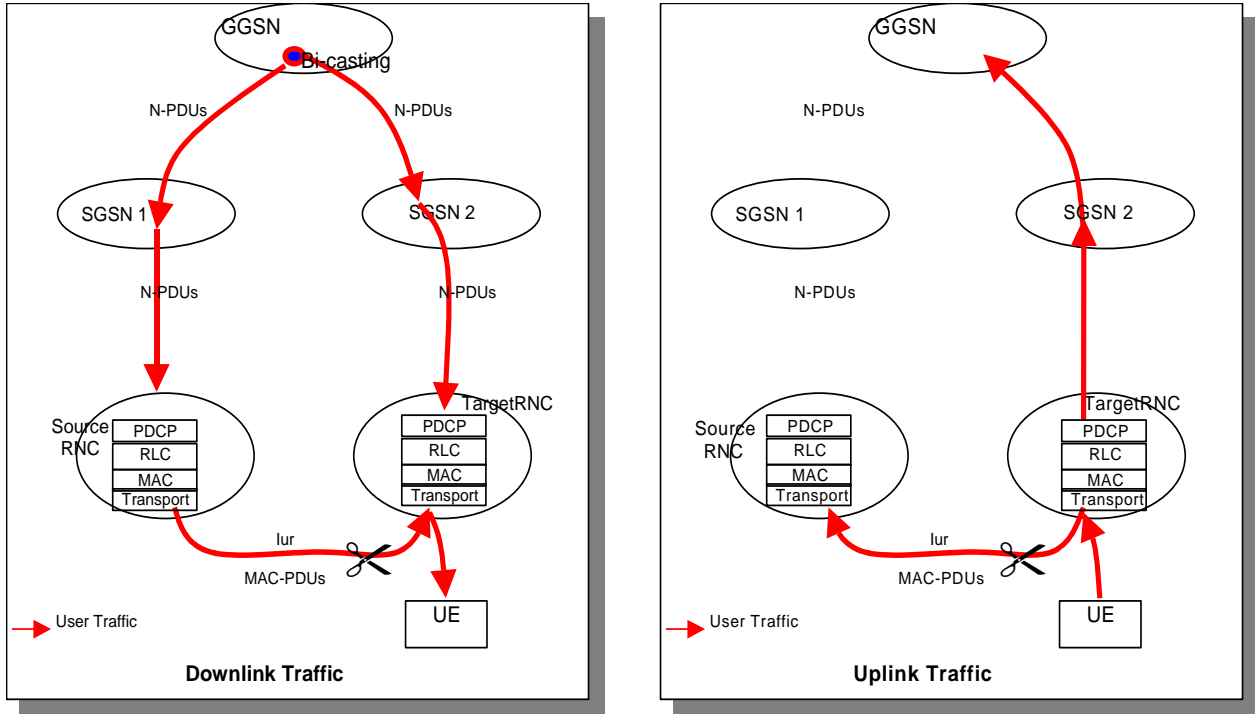 GGSN
Bi-casting
N-PDUs
N-PDUs
SGSN 1
SGSN 2
N-PDUs
N-PDUs
Source
RNC
PDCP
RLC
MAC
Transport
TargetRNC
PDCP
RLC
MAC
Transport
Iur
MAC-PDUs
User Traffic
UE
Downlink Traffic
GGSN
N-PDUs
SGSN 1
SGSN 2
N-PDUs
Source
RNC
PDCP
RLC
MAC
Transport
TargetRNC
PDCP
RLC
MAC
Transport
Iur
MAC-PDUs
User Traffic
UE
Uplink Traffic